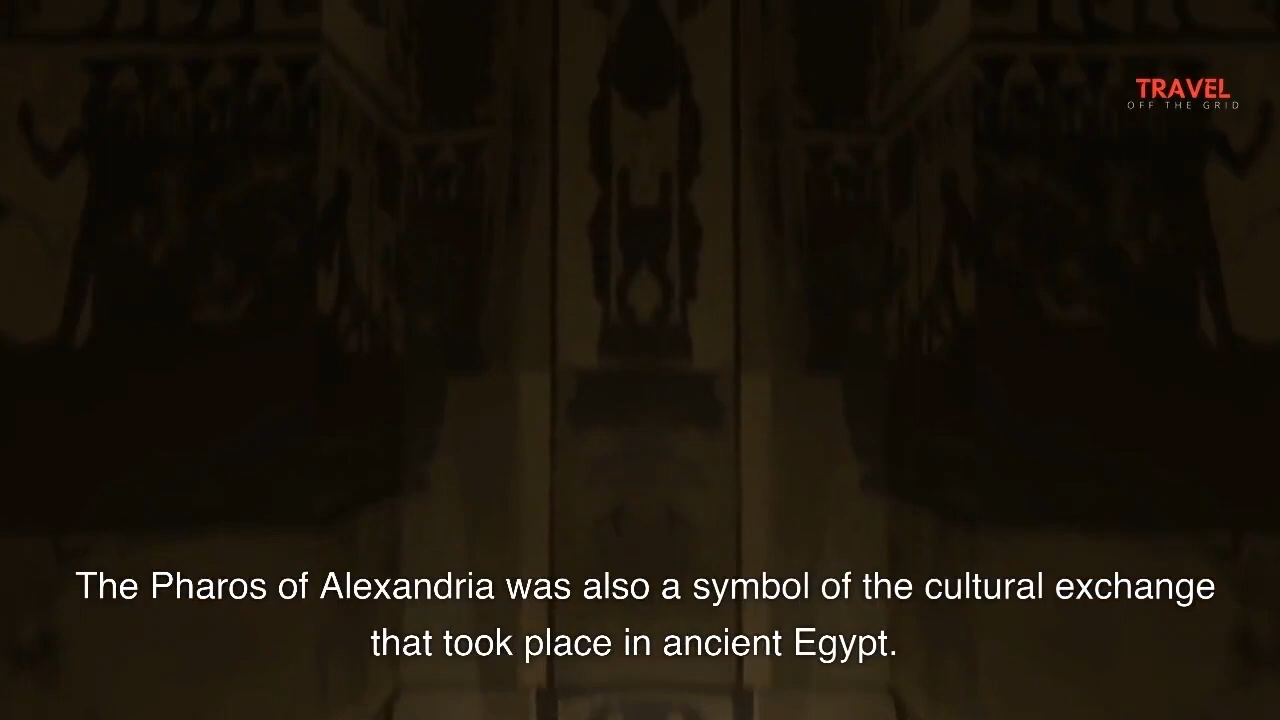 TRAVEL
OFF THE GRID
The Pharos of Alexandria was also a symbol of the cultural exchange
that took place in ancient Egypt.